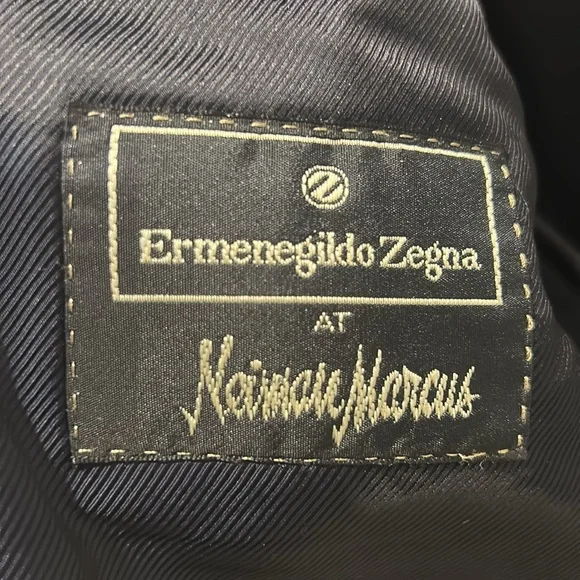 Ermenegildo Zegna
AT
Neiman Marcus